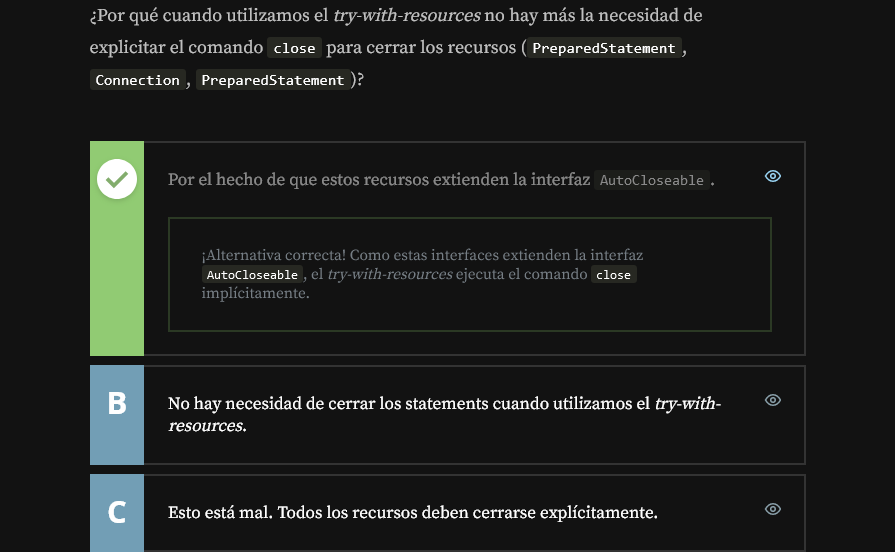 ¿Por qué cuando utilizamos el try-with-resources no hay más la necesidad de
explicitar el comando close para cerrar los recursos (PreparedStatement,
Connection, PreparedStatement)?
Por el hecho de que estos recursos extienden la interfaz AutoCloseable.
¡Alternativa correcta! Como estas interfaces extienden la interfaz
AutoCloseable, el try-with-resources ejecuta el comando close
implícitamente.
B
No hay necesidad de cerrar los statements cuando utilizamos el try-with-
resources.
C
Esto está mal. Todos los recursos deben cerrarse explícitamente.